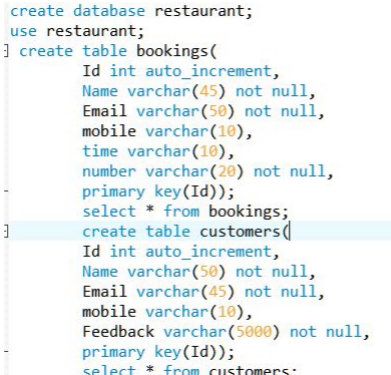 create database restaurant;
use restaurant;
create table bookings(
Id int auto_increment,
Name varchar(45) not null,
Email varchar(50) not null,
mobile varchar(10),
time varchar(10),
number varchar(20) not null,
primary key(Id));
select * from bookings;
create table customers(
Id int auto_increment,
Name varchar(50) not null,
Email varchar(45) not null,
mobile varchar(10),
Feedback varchar(5000) not null,
primary key(Id));
select * from customers;